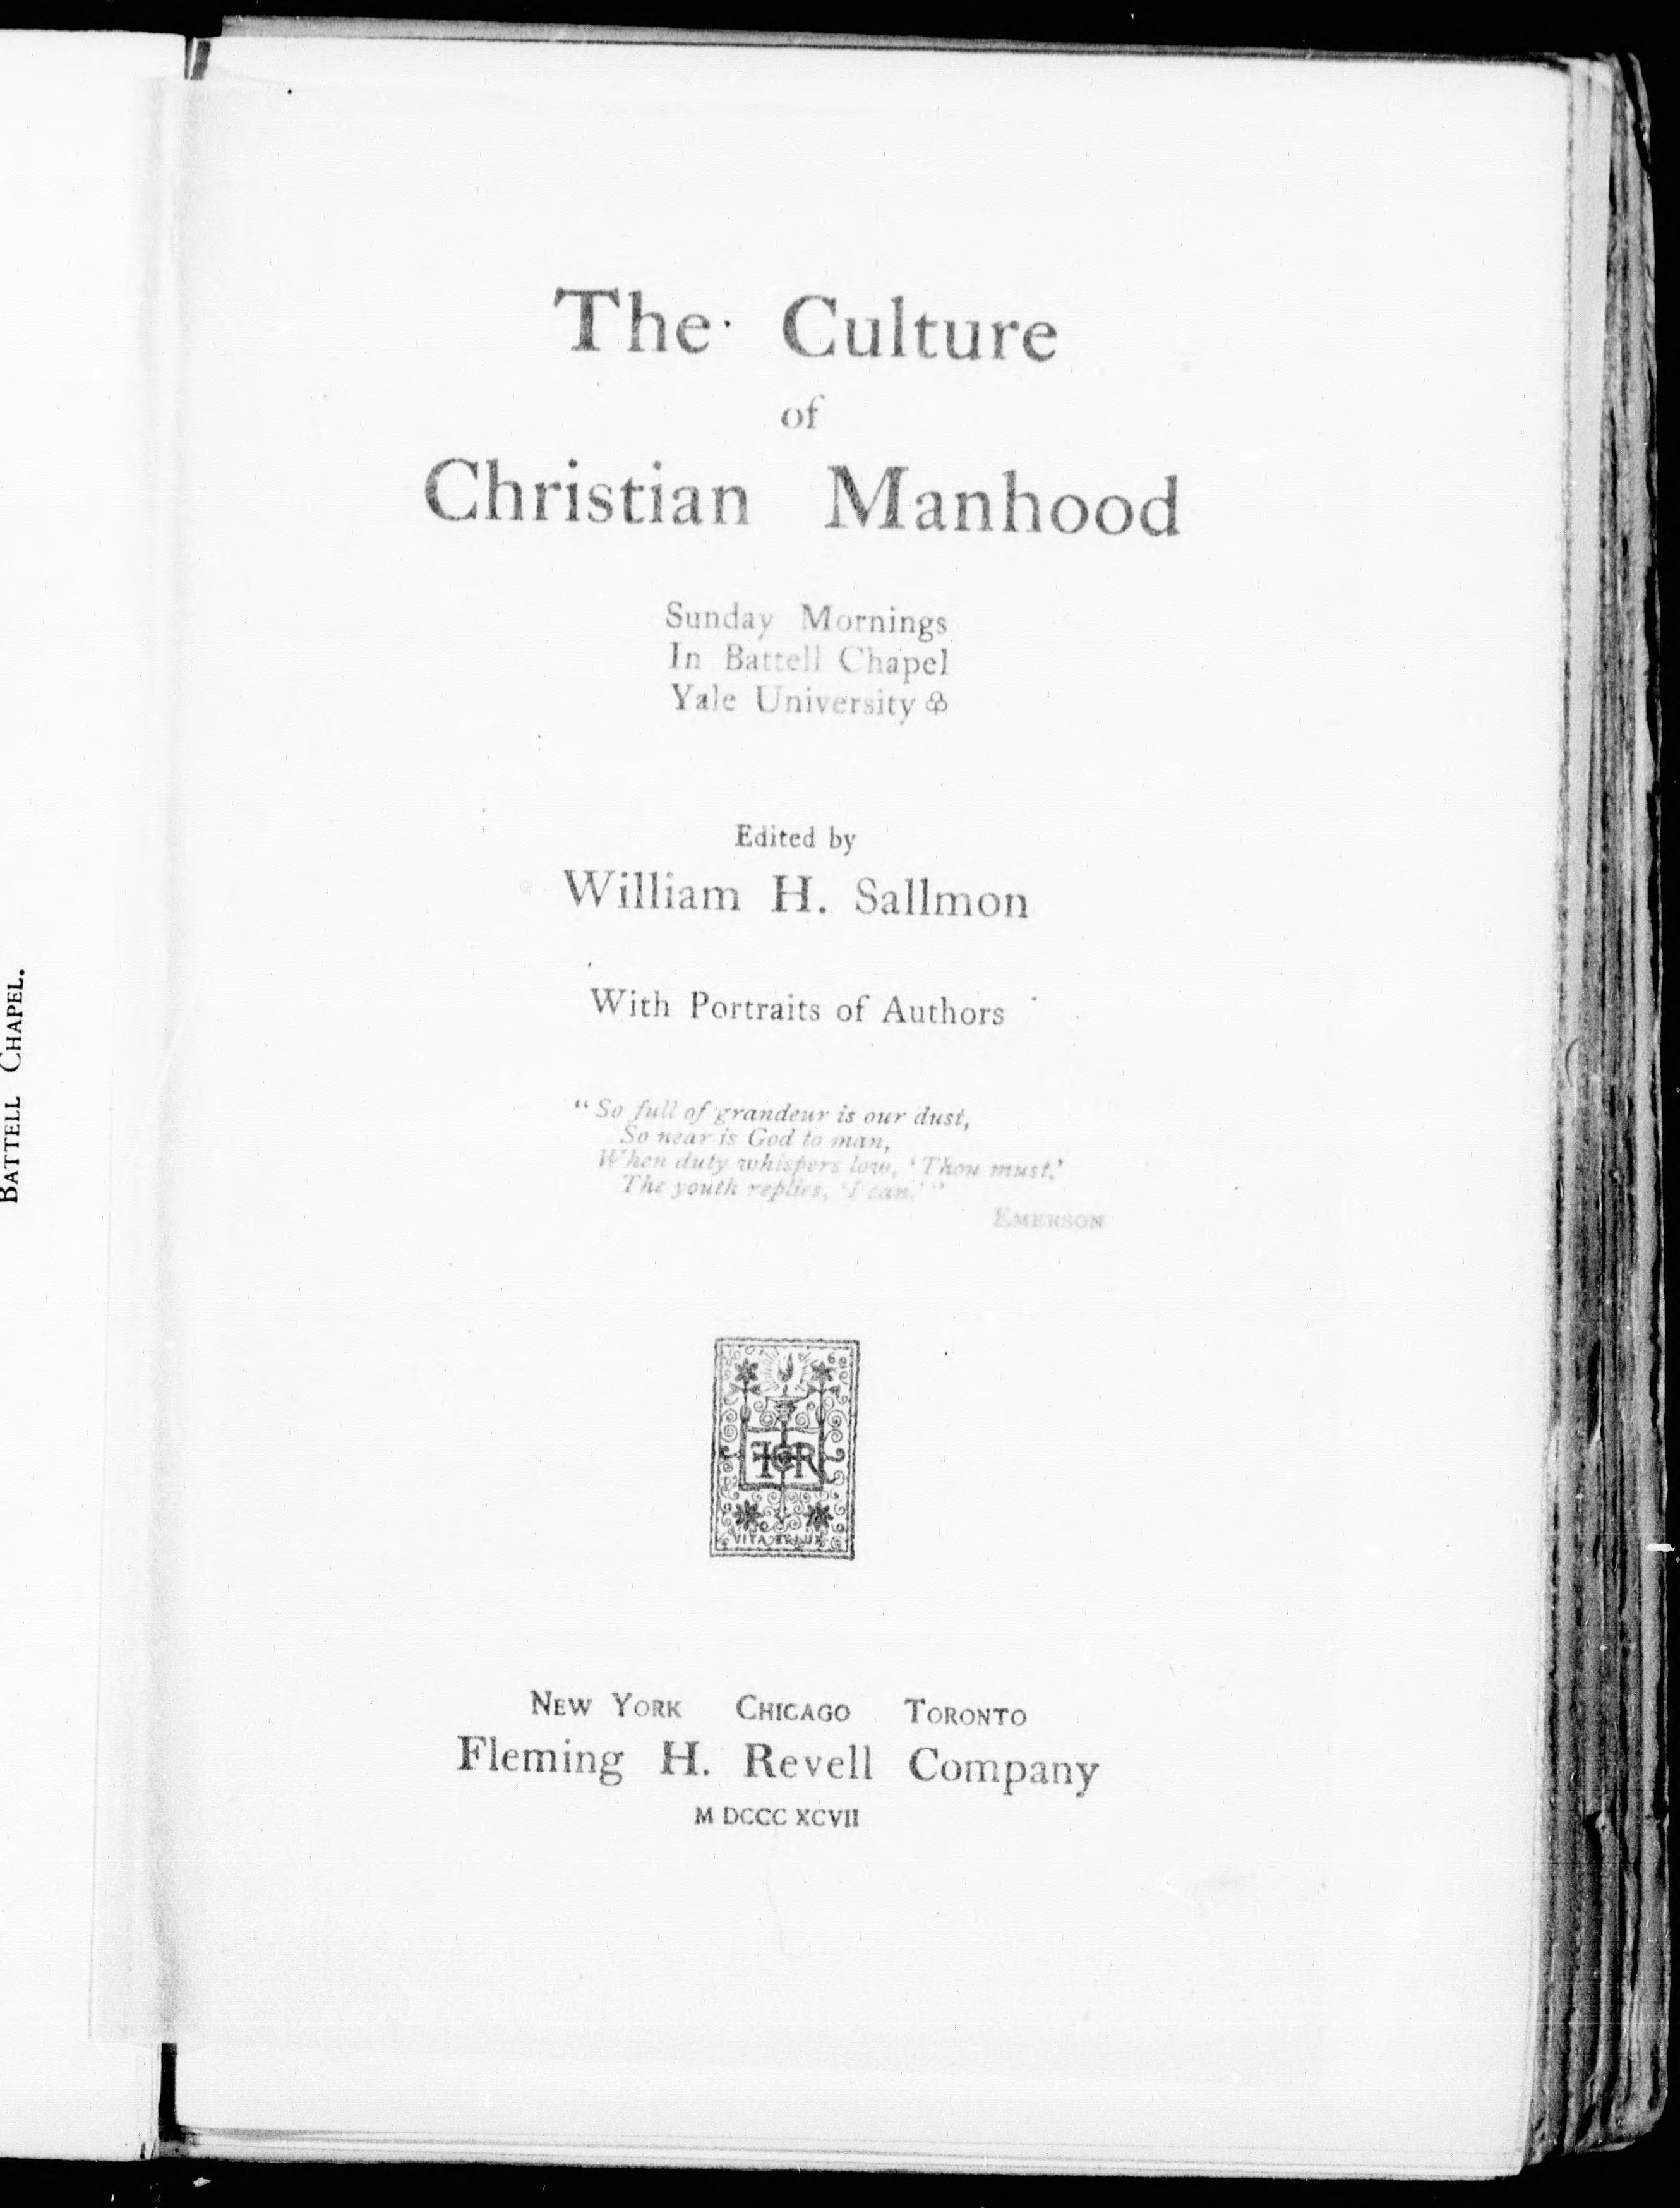 BATTELL CHAPEL.
The Culture
of
Christian Manhood
Sunday Mornings
In Battell Chapel
Yale University
Edited by
William H. Sallmon
With Portraits of Authors
“So full of grandeur is our dust,
So near is God to man,
When duty whispers low, ‘Thou must,’
The youth replies, ‘I can.’”
EMERSON
FHR
VITA
NEW YORK CHICAGO TORONTO
Fleming H. Revell Company
M DCCC XCVII